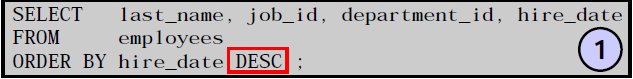 SELECT last_name, job_id, department_id, hire_date
FROM employees
ORDER BY hire_date DESC ;
1